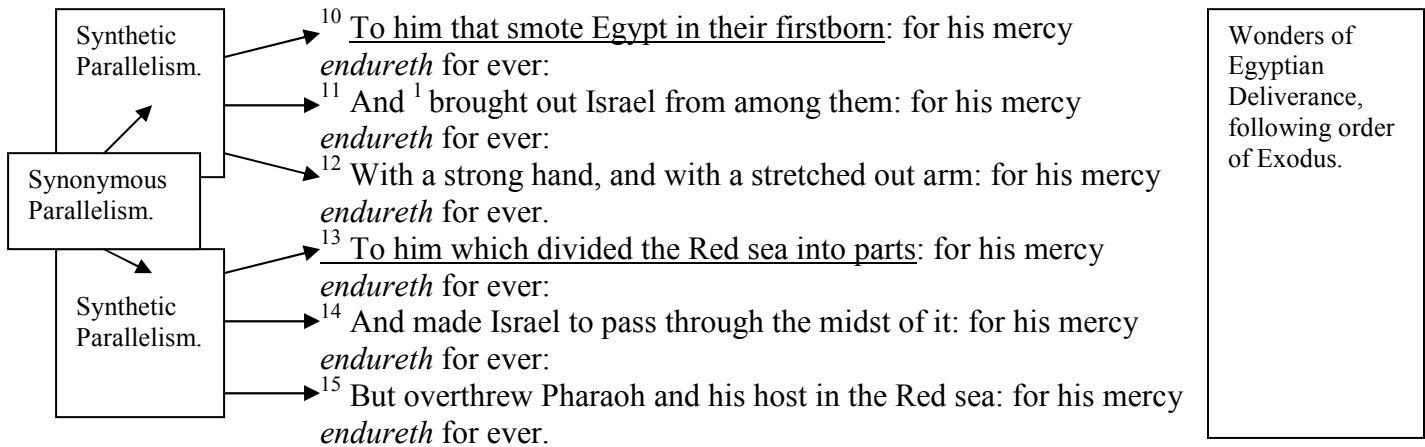 Synthetic
Parallelism.
Synonymous
Parallelism.
Synthetic
Parallelism.
10 To him that smote Egypt in their firstborn: for his mercy
endureth for ever:
11 And 1 brought out Israel from among them: for his mercy
endureth for ever:
12 With a strong hand, and with a stretched out arm: for his mercy
endureth for ever.
13 To him which divided the Red sea into parts: for his mercy
endureth for ever:
14 And made Israel to pass through the midst of it: for his mercy
endureth for ever:
15 But overthrew Pharaoh and his host in the Red sea: for his mercy
endureth for ever.
Wonders of
Egyptian
Deliverance,
following order
of Exodus.